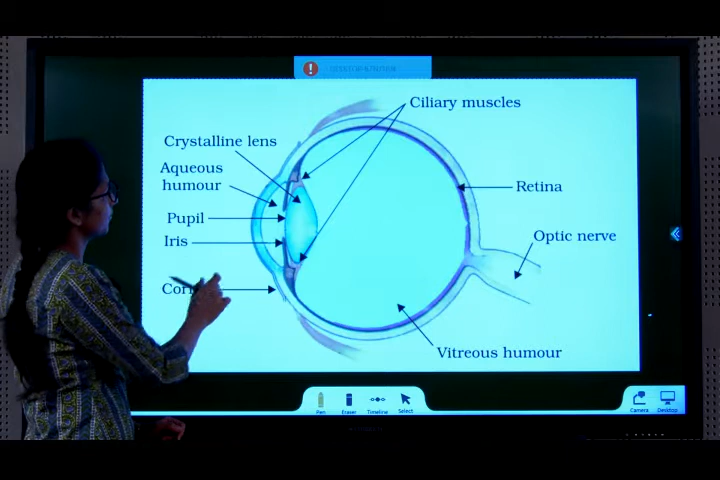 Ciliary muscles
Crystalline lens
Aqueous
humour
Pupil
Iris
Retina
Optic nerve
Vitreous humour
Pen
Eraser
Timeline
Select
Camera
Desktop